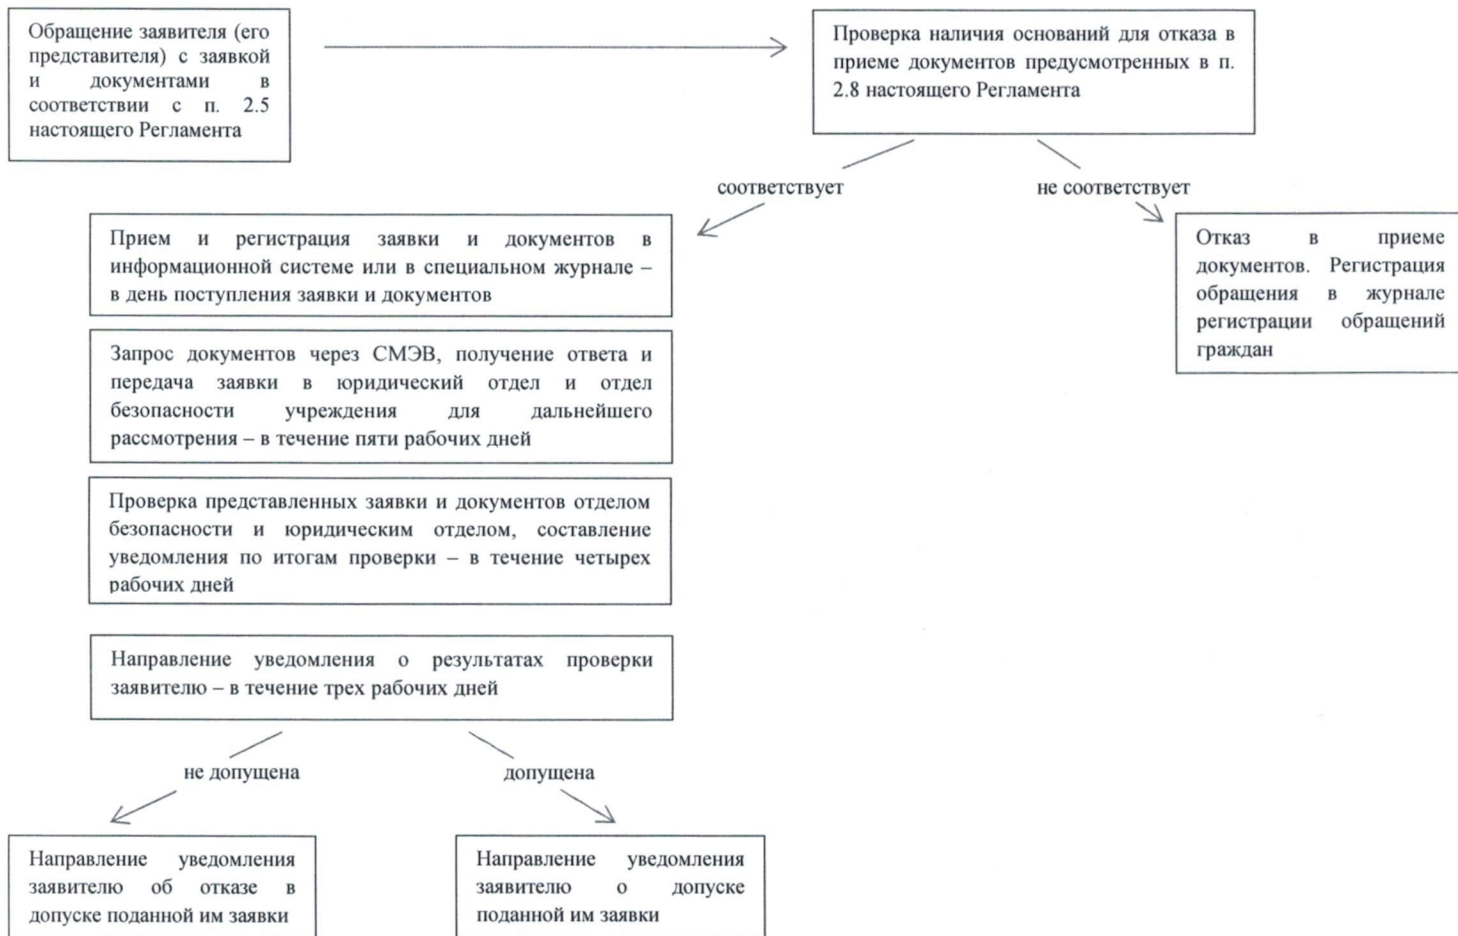 Обращение заявителя (его
представителя) с заявкой
и документами в
соответствии с п. 2.5
настоящего Регламента
Проверка наличия оснований для отказа в
приеме документов предусмотренных в п.
2.8 настоящего Регламента
соответствует
не соответствует
Прием и регистрация заявки и документов в
информационной системе или в специальном журнале –
в день поступления заявки и документов
Отказ в приеме
документов. Регистрация
обращения в журнале
регистрации обращений
граждан
Запрос документов через СМЭВ, получение ответа и
передача заявки в юридический отдел и отдел
безопасности учреждения для дальнейшего
рассмотрения – в течение пяти рабочих дней
Проверка представленных заявки и документов отделом
безопасности и юридическим отделом, составление
уведомления по итогам проверки – в течение четырех
рабочих дней
Направление уведомления о результатах проверки
заявителю – в течение трех рабочих дней
не допущена
допущена
Направление уведомления
заявителю об отказе в
допуске поданной им заявки
Направление уведомления
заявителю о допуске
поданной им заявки